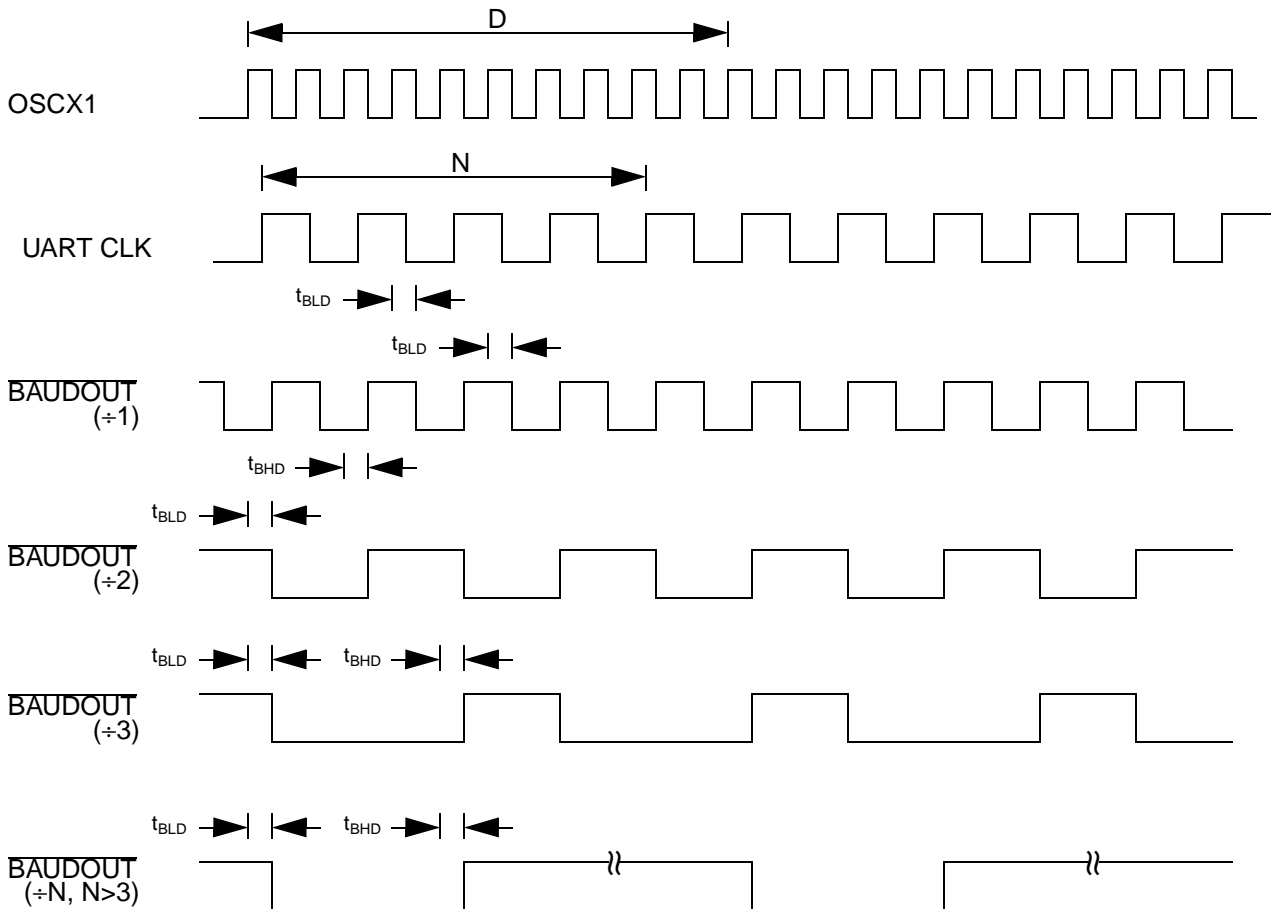 D
OSCX1
N
UART CLK
tBLD
tBLD
BAUDOUT
(÷1)
tBHD
tBLD
BAUDOUT
(÷2)
tBLD tBHD
BAUDOUT
(÷3)
tBLD tBHD
BAUDOUT
(÷N, N>3)